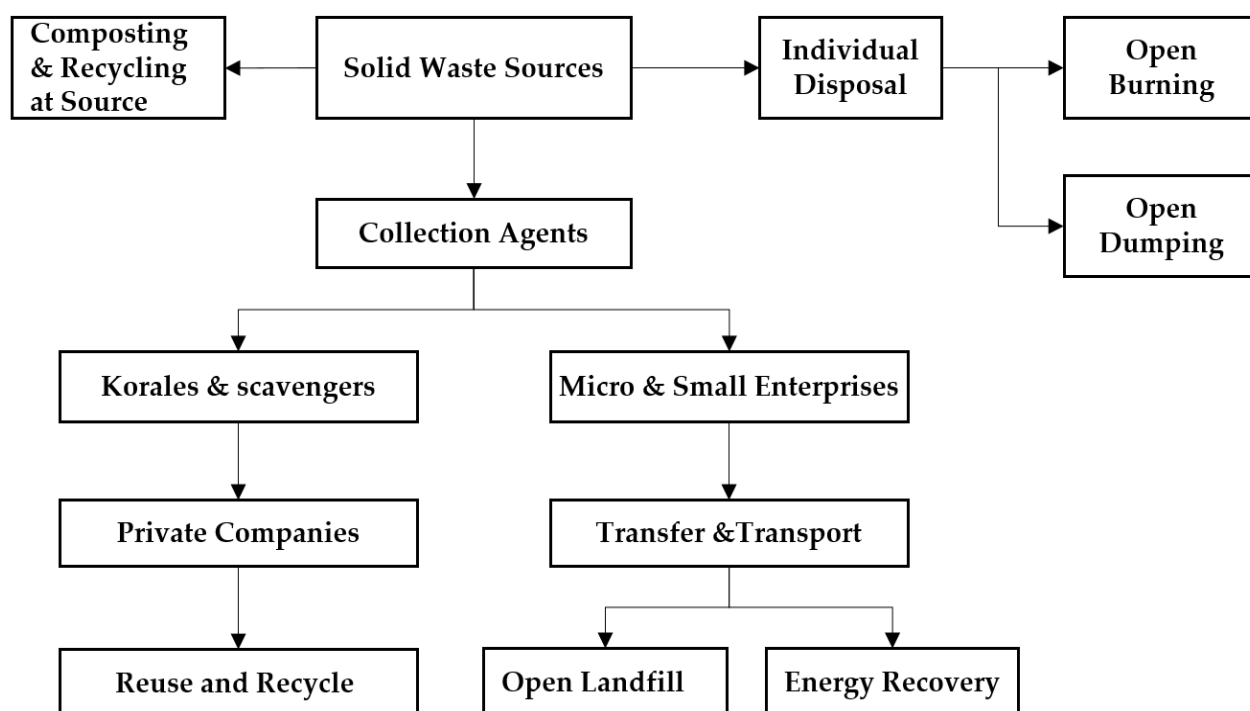 Composting
& Recycling
at Source
Solid Waste Sources
Individual
Disposal
Open
Burning
Open
Dumping
Collection Agents
Korales & scavengers
Micro & Small Enterprises
Private Companies
Transfer &Transport
Reuse and Recycle
Open Landfill
Energy Recovery